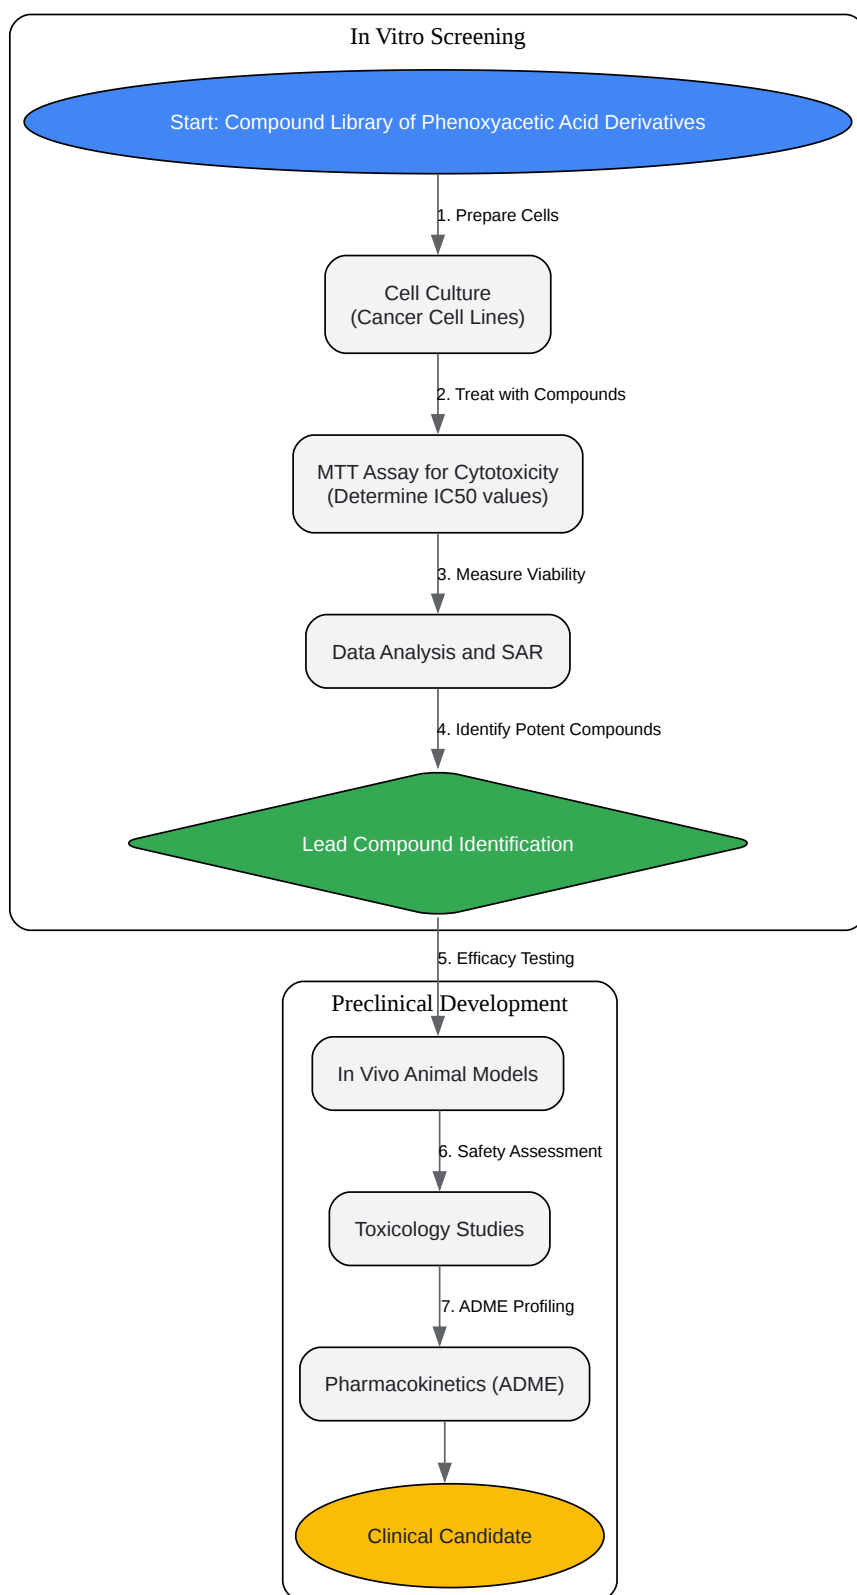 In Vitro Screening
Start: Compound Library of Phenoxyacetic Acid Derivatives
1. Prepare Cells
Cell Culture
(Cancer Cell Lines)
2. Treat with Compounds
MTT Assay for Cytotoxicity
(Determine IC50 values)
3. Measure Viability
Data Analysis and SAR
4. Identify Potent Compounds
Lead Compound Identification
5. Efficacy Testing
Preclinical Development
In Vivo Animal Models
6. Safety Assessment
Toxicology Studies
7. ADME Profiling
Pharmacokinetics (ADME)
Clinical Candidate